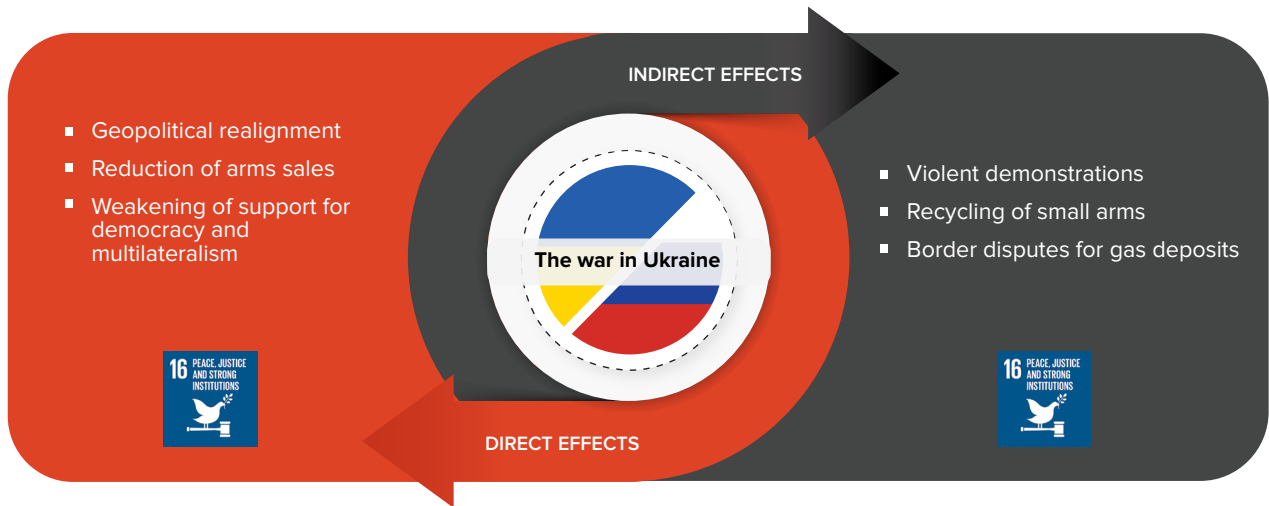 INDIRECT EFFECTS
Geopolitical realignment
Reduction of arms sales
Weakening of support for
democracy and
multilateralism
The war in Ukraine
Violent demonstrations
Recycling of small arms
Border disputes for gas deposits
16 PEACE, JUSTICE
AND STRONG
INSTITUTIONS
16 PEACE, JUSTICE
AND STRONG
INSTITUTIONS
DIRECT EFFECTS